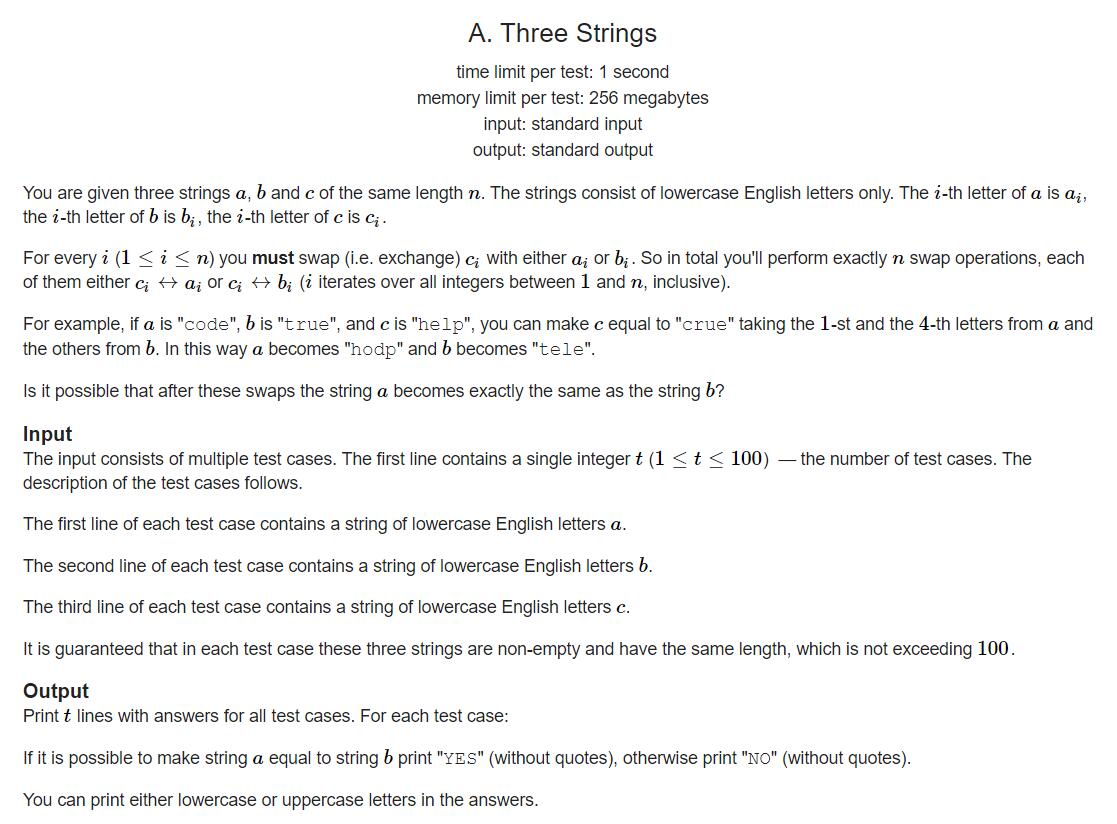 A. Three Strings
time limit per test: 1 second
memory limit per test: 256 megabytes
input: standard input
output: standard output
You are given three strings a, b and c of the same length n. The strings consist of lowercase English letters only. The i-th letter of a is a_i,
the i-th letter of b is b_i, the i-th letter of c is c_i.
For every i (1 ≤ i ≤ n) you must swap (i.e. exchange) c_i with either a_i or b_i. So in total you'll perform exactly n swap operations, each
of them either c_i ↔ a_i or c_i ↔ b_i (i iterates over all integers between 1 and n, inclusive).
For example, if a is "code", b is "true", and c is "help", you can make c equal to "crue" taking the 1-st and the 4-th letters from a and
the others from b. In this way a becomes "hodp" and b becomes "tele".
Is it possible that after these swaps the string a becomes exactly the same as the string b?
Input
The input consists of multiple test cases. The first line contains a single integer t (1 ≤ t ≤ 100) — the number of test cases. The
description of the test cases follows.
The first line of each test case contains a string of lowercase English letters a.
The second line of each test case contains a string of lowercase English letters b.
The third line of each test case contains a string of lowercase English letters c.
It is guaranteed that in each test case these three strings are non-empty and have the same length, which is not exceeding 100.
Output
Print t lines with answers for all test cases. For each test case:
If it is possible to make string a equal to string b print "YES" (without quotes), otherwise print "NO" (without quotes).
You can print either lowercase or uppercase letters in the answers.